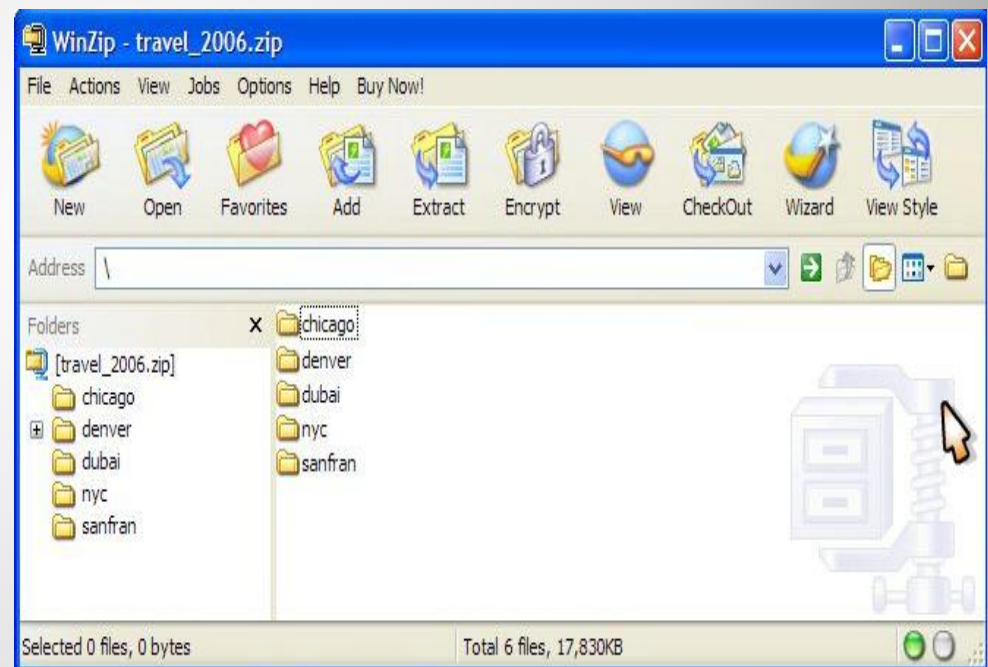 WinZip - travel_2006.zip
File Actions View Jobs Options Help Buy Now!
New Open Favorites Add Extract Encrypt View CheckOut Wizard View Style
Address \
Folders X
[travel_2006.zip]
chicago
denver
dubai
nyc
sanfran
chicago
denver
dubai
nyc
sanfran
Selected 0 files, 0 bytes Total 6 files, 17,830KB